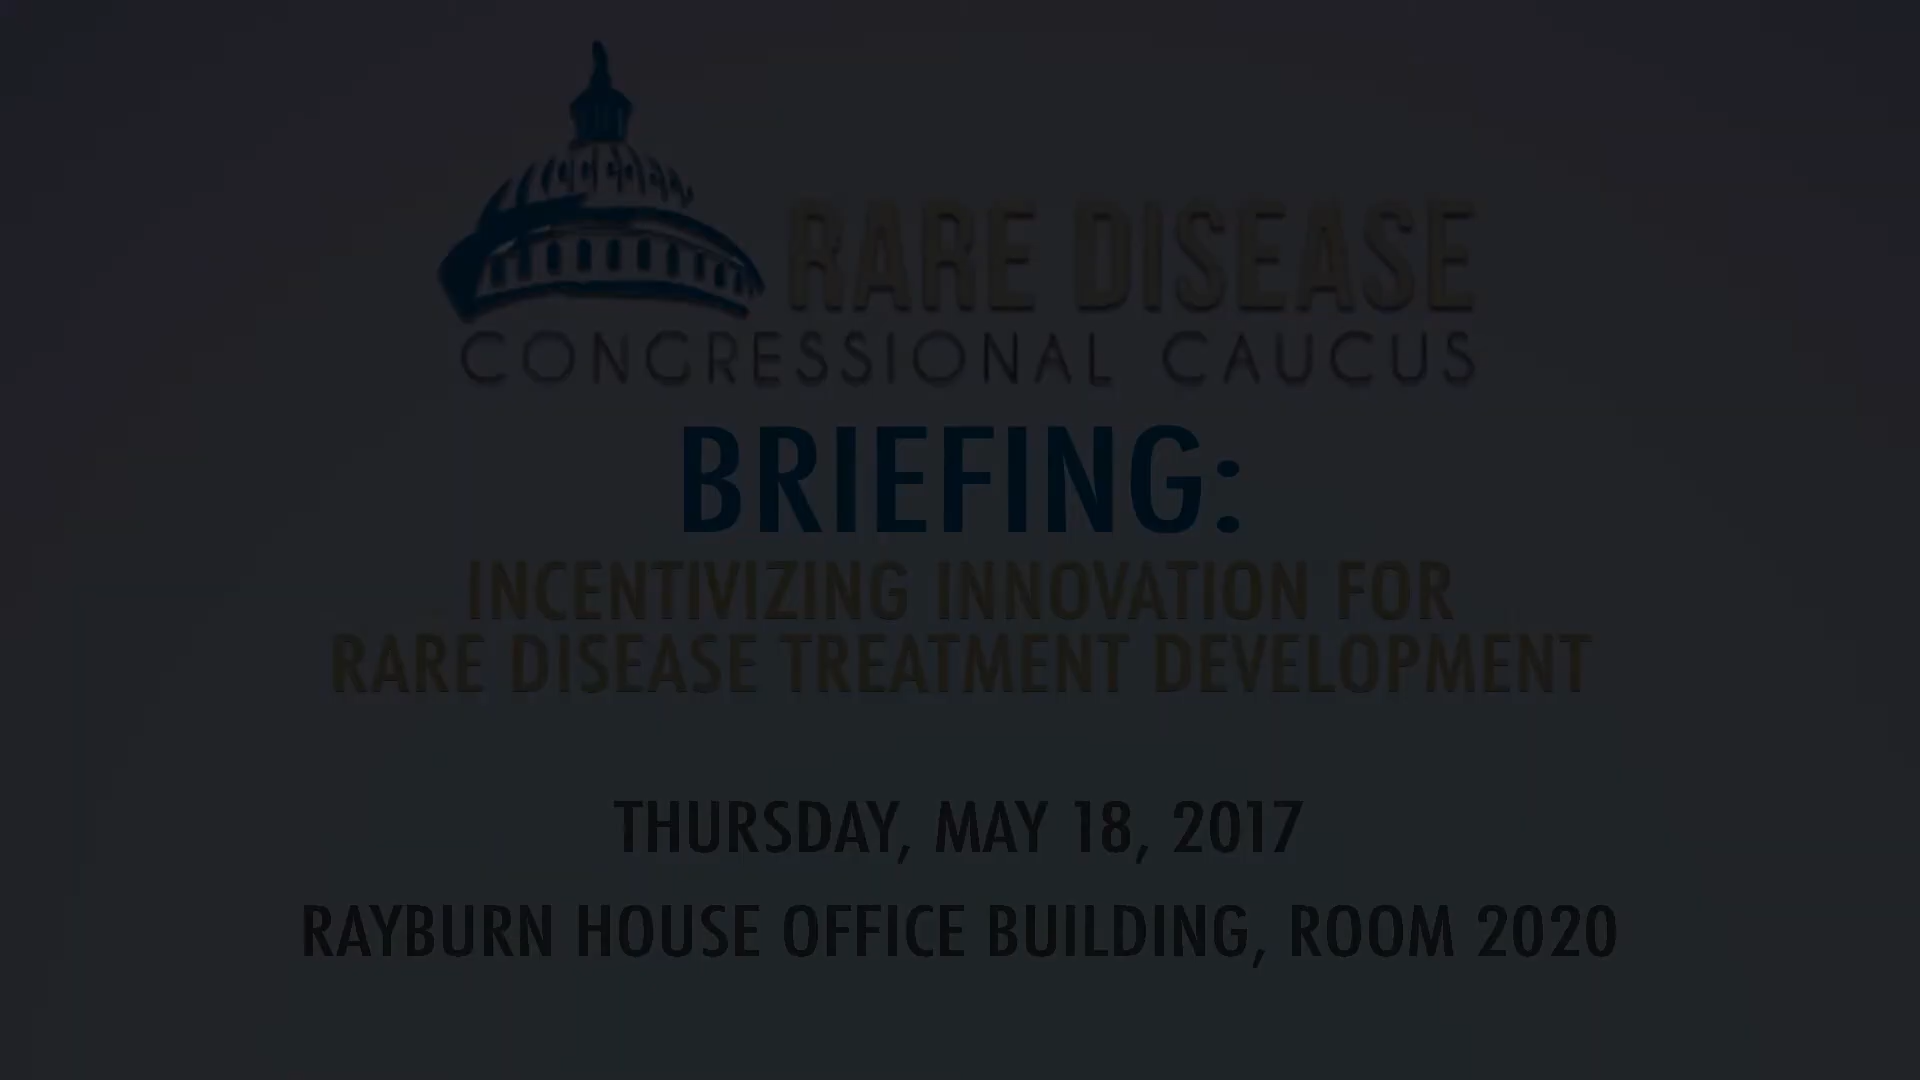 RARE DISEASE
CONGRESSIONAL CAUCUS
BRIEFING:
INCENTIVIZING INNOVATION FOR
RARE DISEASE TREATMENT DEVELOPMENT
THURSDAY, MAY 18, 2017
RAYBURN HOUSE OFFICE BUILDING, ROOM 2020